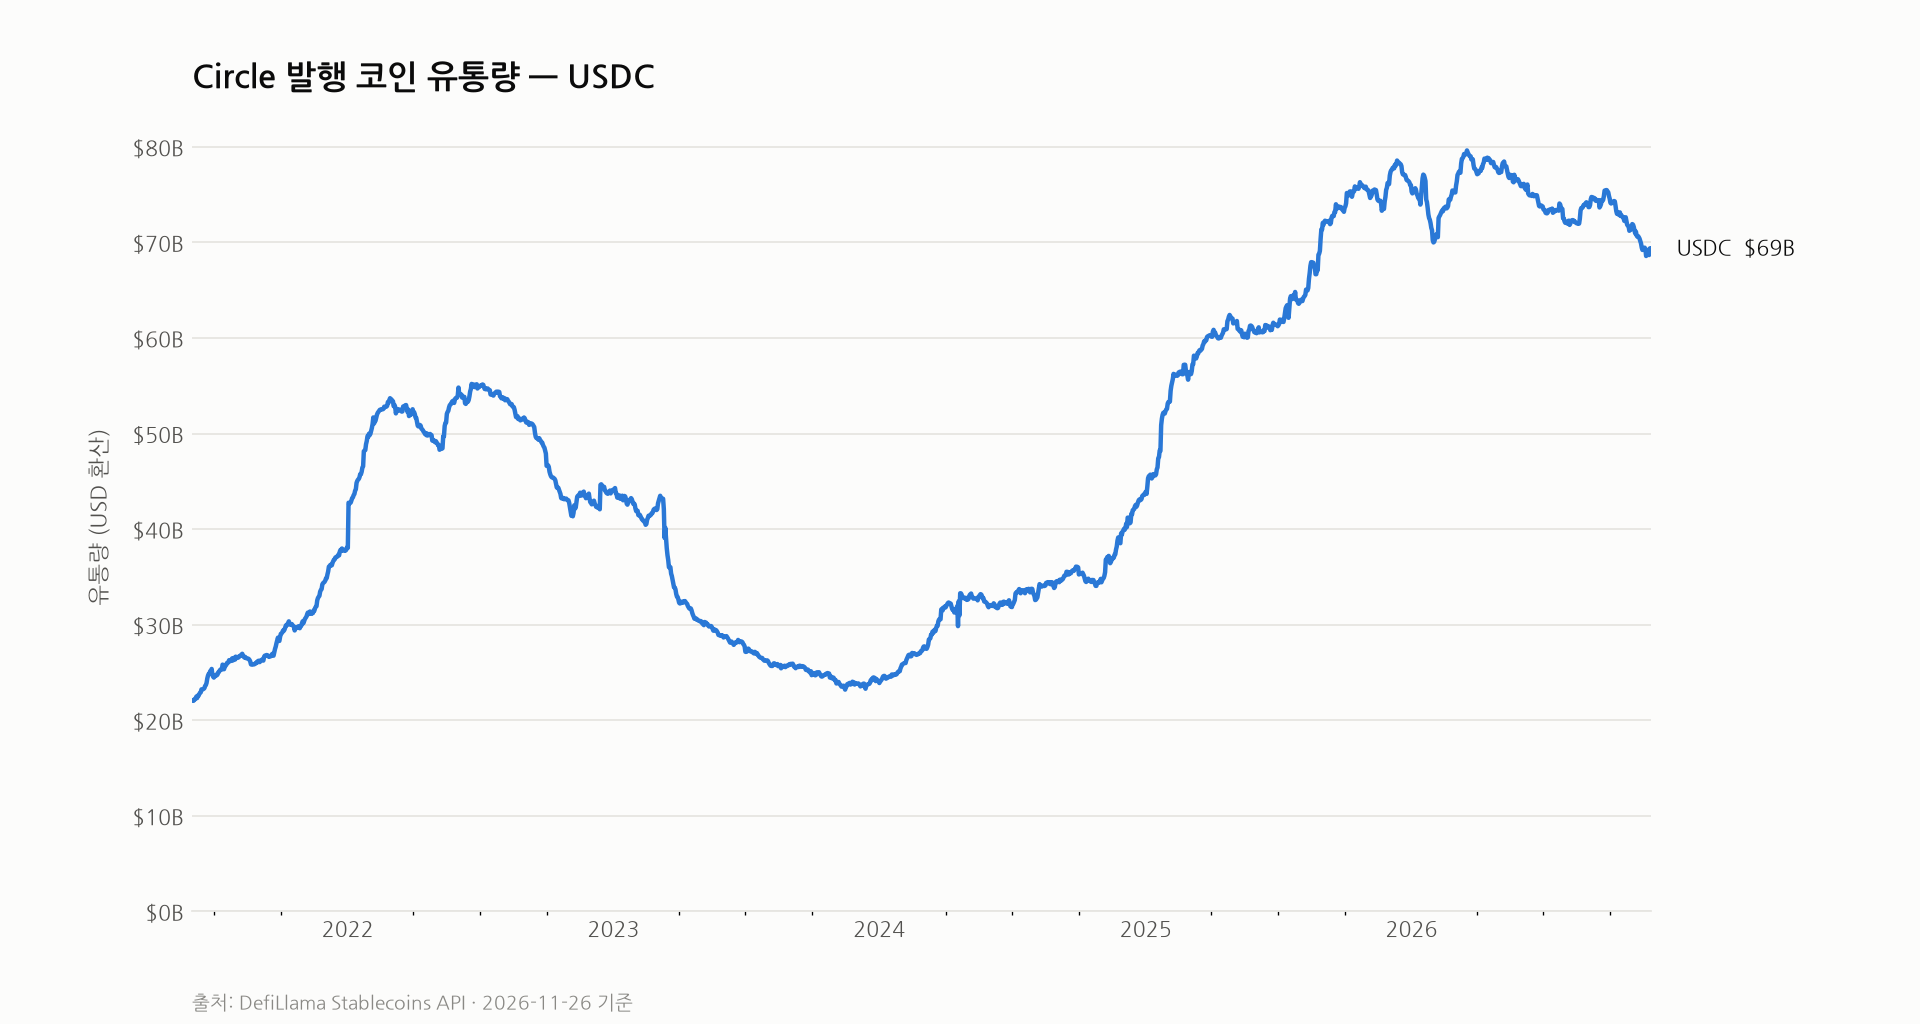 Circle 발행 코인 유통량 — USDC
유통량 (USD 환산)
$80B
$70B
$60B
$50B
$40B
$30B
$20B
$10B
$0B
USDC $69B
2022
2023
2024
2025
2026
출처: DefiLlama Stablecoins API · 2026-11-26 기준